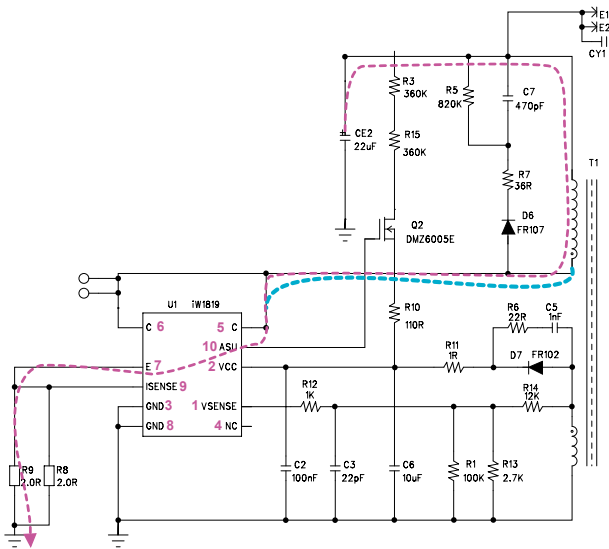 E1
E2
CY1
R3
360K
R5
820K
C7
470pF
CE2
22uF
R15
360K
T1
R7
36R
D6
FR107
Q2
DMZ6005E
U1 iW1819
C 6
5 C
10 ASU
E 7
2 VCC
ISENSE 9
GND 3
1 VSENSE
GND 8
4 NC
R10
110R
R6
22R
C5
1nF
R11
1R
D7 FR102
R12
1K
R14
12K
R9
2.0R
R8
2.0R
C2
100nF
C3
22pF
C6
10uF
R1
100K
R13
2.7K